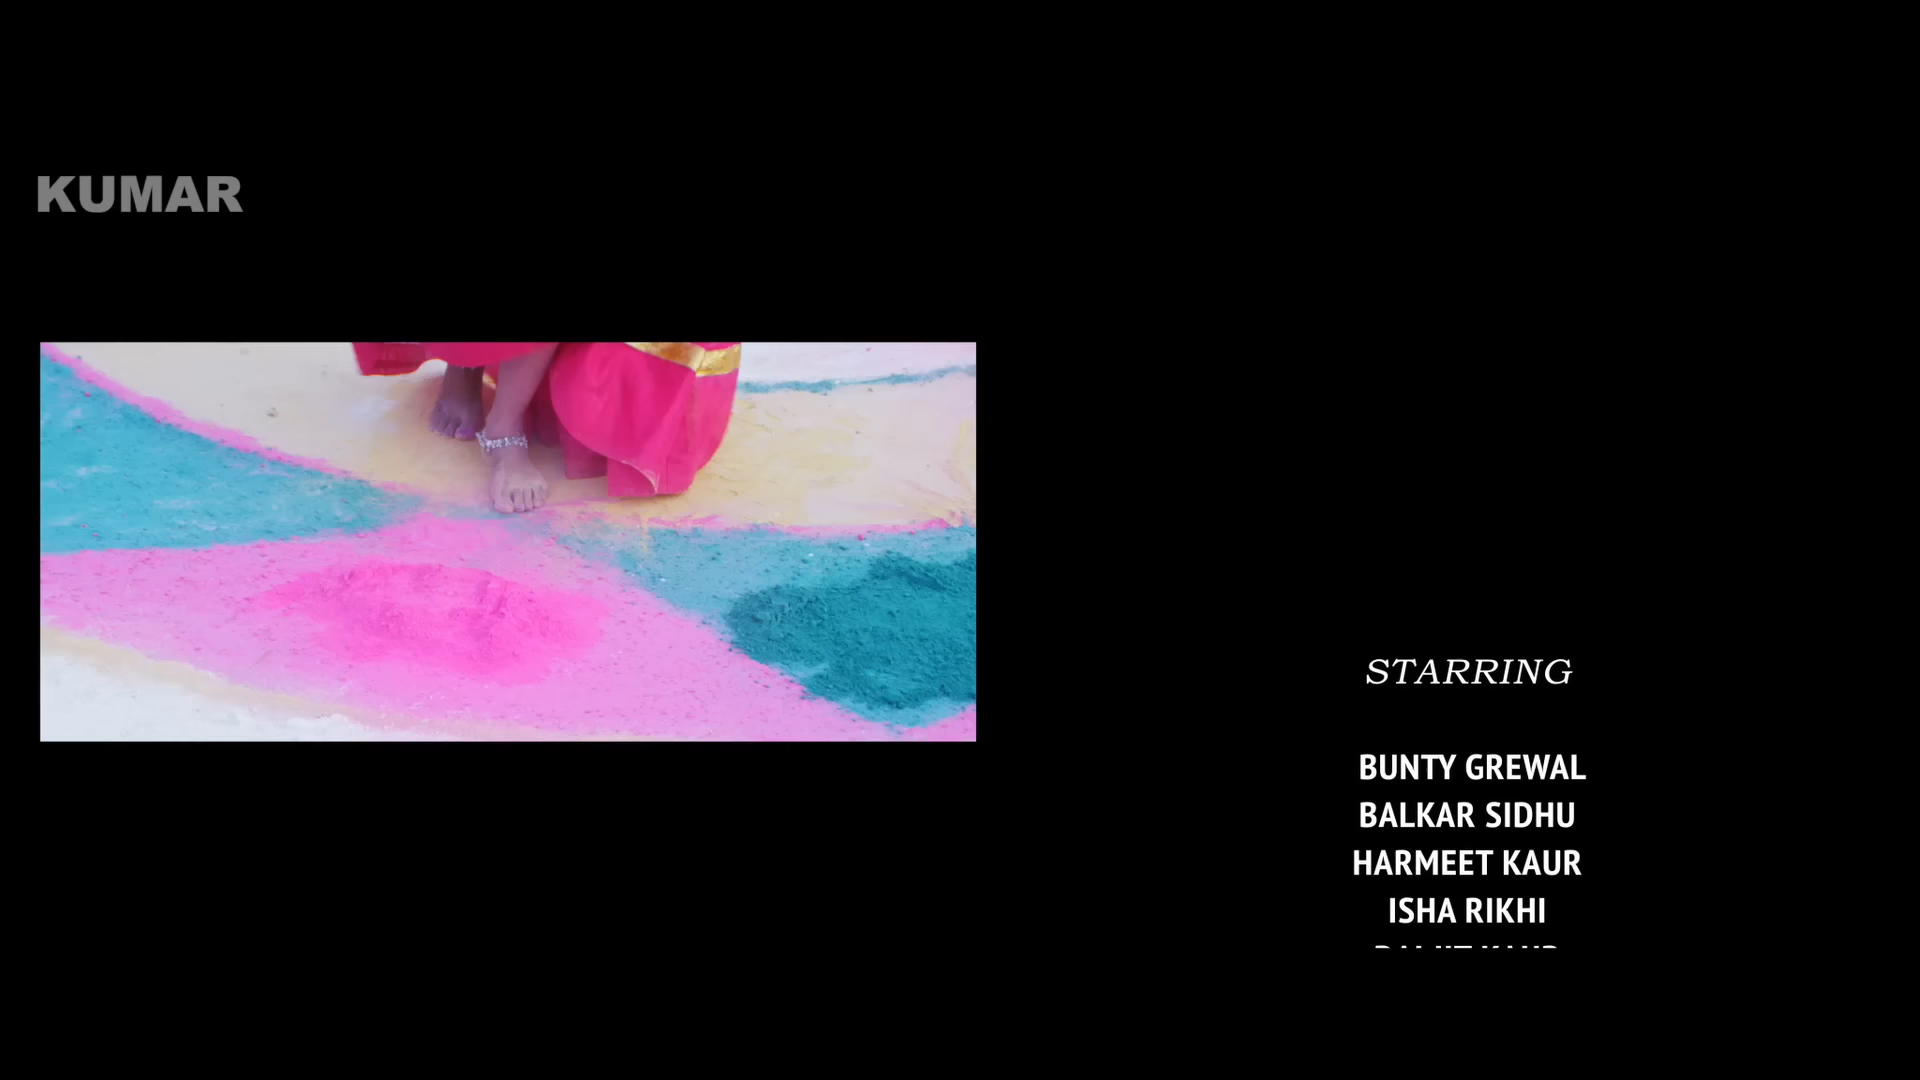 KUMAR
STARRING
BUNTY GREWAL
BALKAR SIDHU
HARMEET KAUR
ISHA RIKHI